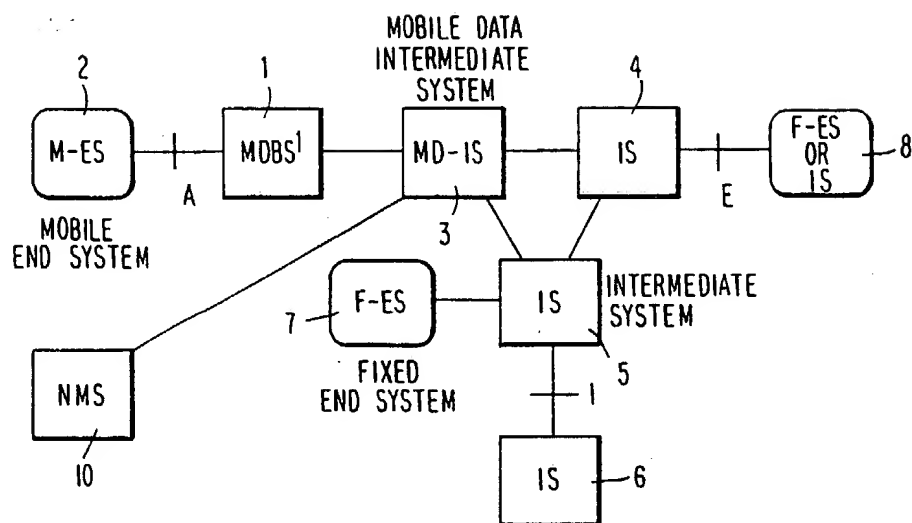 MOBILE DATA
INTERMEDIATE
SYSTEM
2
1
4
M-ES
MDBS¹
MD-IS
IS
F-ES
OR
IS
8
A
E
3
MOBILE
END SYSTEM
7
F-ES
IS
INTERMEDIATE
SYSTEM
5
FIXED
END SYSTEM
NMS
10
I
IS
6